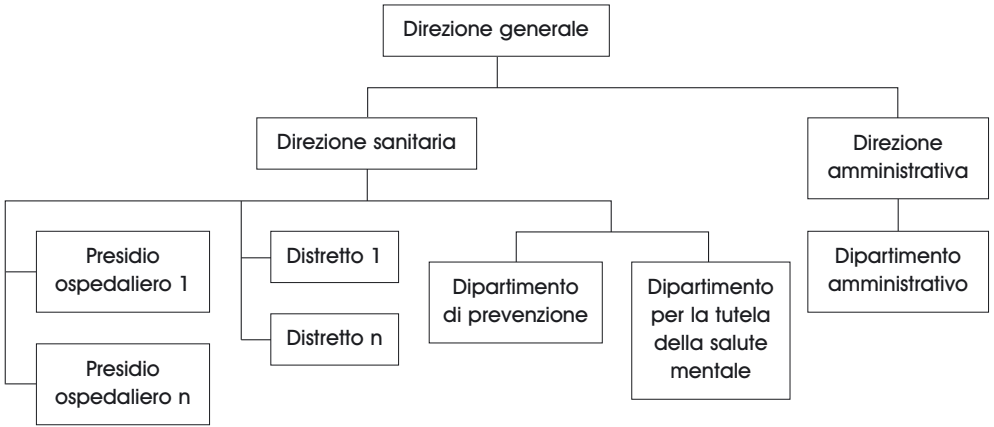 Direzione generale
Direzione sanitaria
Direzione
amministrativa
Presidio
ospedaliero 1
Presidio
ospedaliero n
Distretto 1
Distretto n
Dipartimento
di prevenzione
Dipartimento
per la tutela
della salute
mentale
Dipartimento
amministrativo